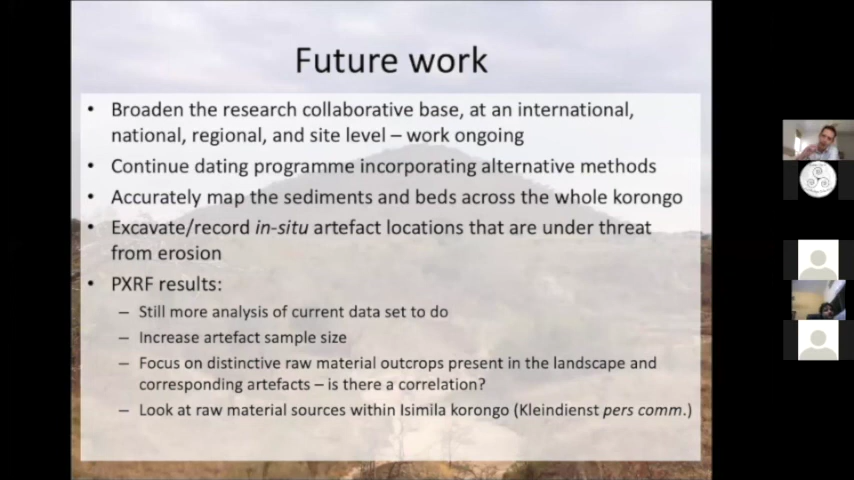 Future work
• Broaden the research collaborative base, at an international,
national, regional, and site level – work ongoing
• Continue dating programme incorporating alternative methods
• Accurately map the sediments and beds across the whole korongo
• Excavate/record in-situ artefact locations that are under threat
from erosion
• PXRF results:
– Still more analysis of current data set to do
– Increase artefact sample size
– Focus on distinctive raw material outcrops present in the landscape and
corresponding artefacts – is there a correlation?
– Look at raw material sources within Isimila korongo (Kleindienst pers comm.)